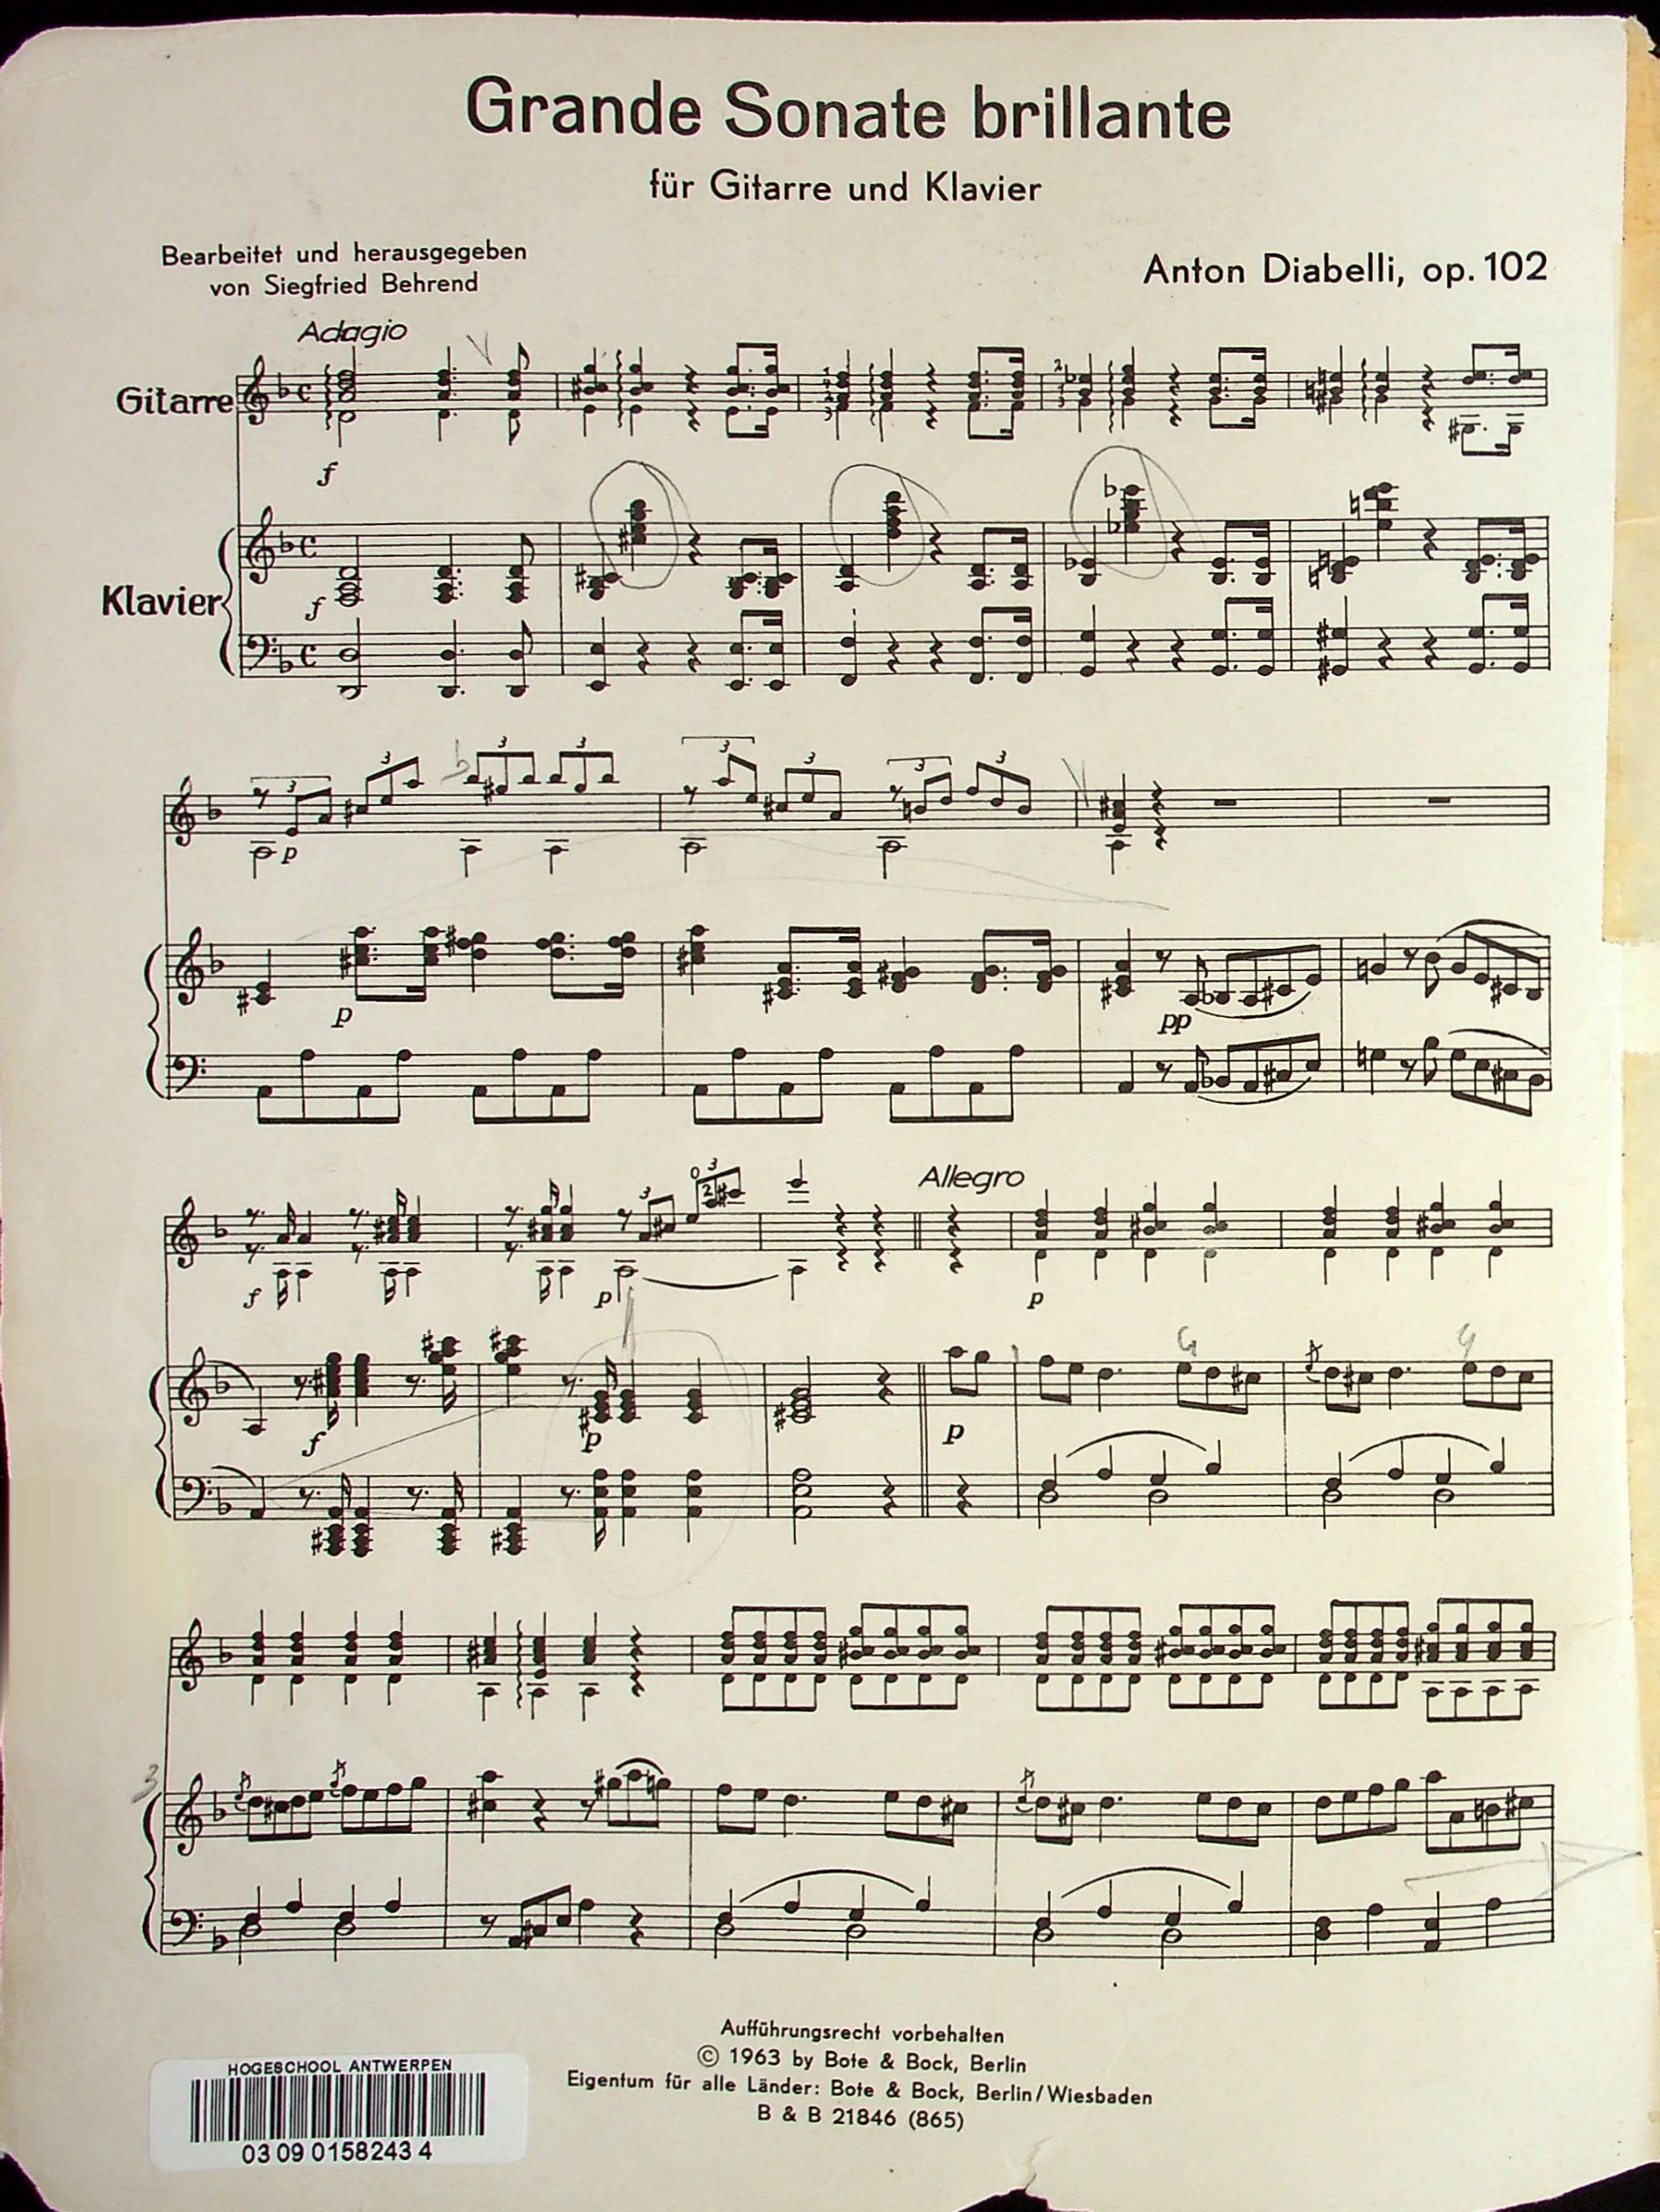 Grande Sonate brillante
für Gitarre und Klavier
Bearbeitet und herausgegeben
von Siegfried Behrend
Anton Diabelli, op. 102
Adagio
Gitarre
f
Klavier
f
p
p
pp
Allegro
f
p
p
f
p
p
Aufführungsrecht vorbehalten
© 1963 by Bote & Bock, Berlin
Eigentum für alle Länder: Bote & Bock, Berlin/Wiesbaden
B & B 21846 (865)
HOGESCHOOL ANTWERPEN
03 09 0158243 4